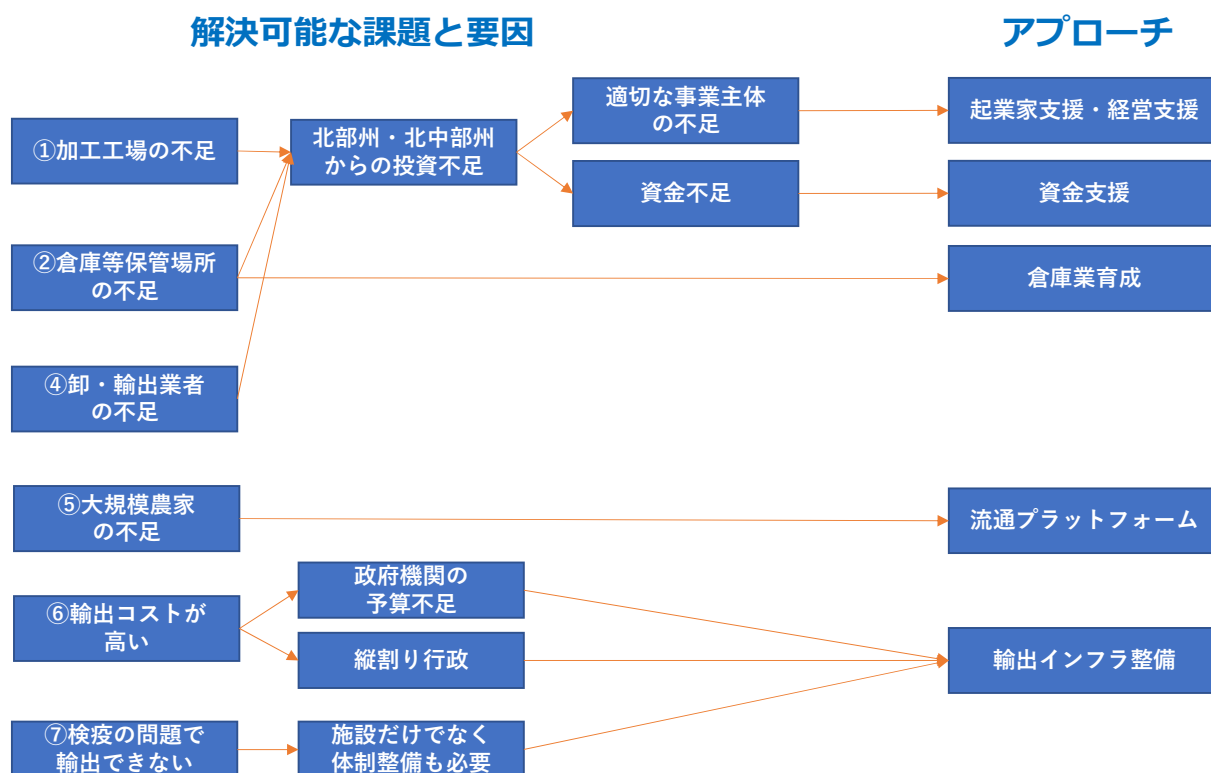 解決可能な課題と要因
アプローチ
①加工工場の不足
北部州・北中部州
からの投資不足
適切な事業主体
の不足
起業家支援・経営支援
資金不足
資金支援
②倉庫等保管場所
の不足
倉庫業育成
④卸・輸出業者
の不足
⑤大規模農家
の不足
流通プラットフォーム
⑥輸出コストが
高い
政府機関の
予算不足
縦割り行政
輸出インフラ整備
⑦検疫の問題で
輸出できない
施設だけでなく
体制整備も必要